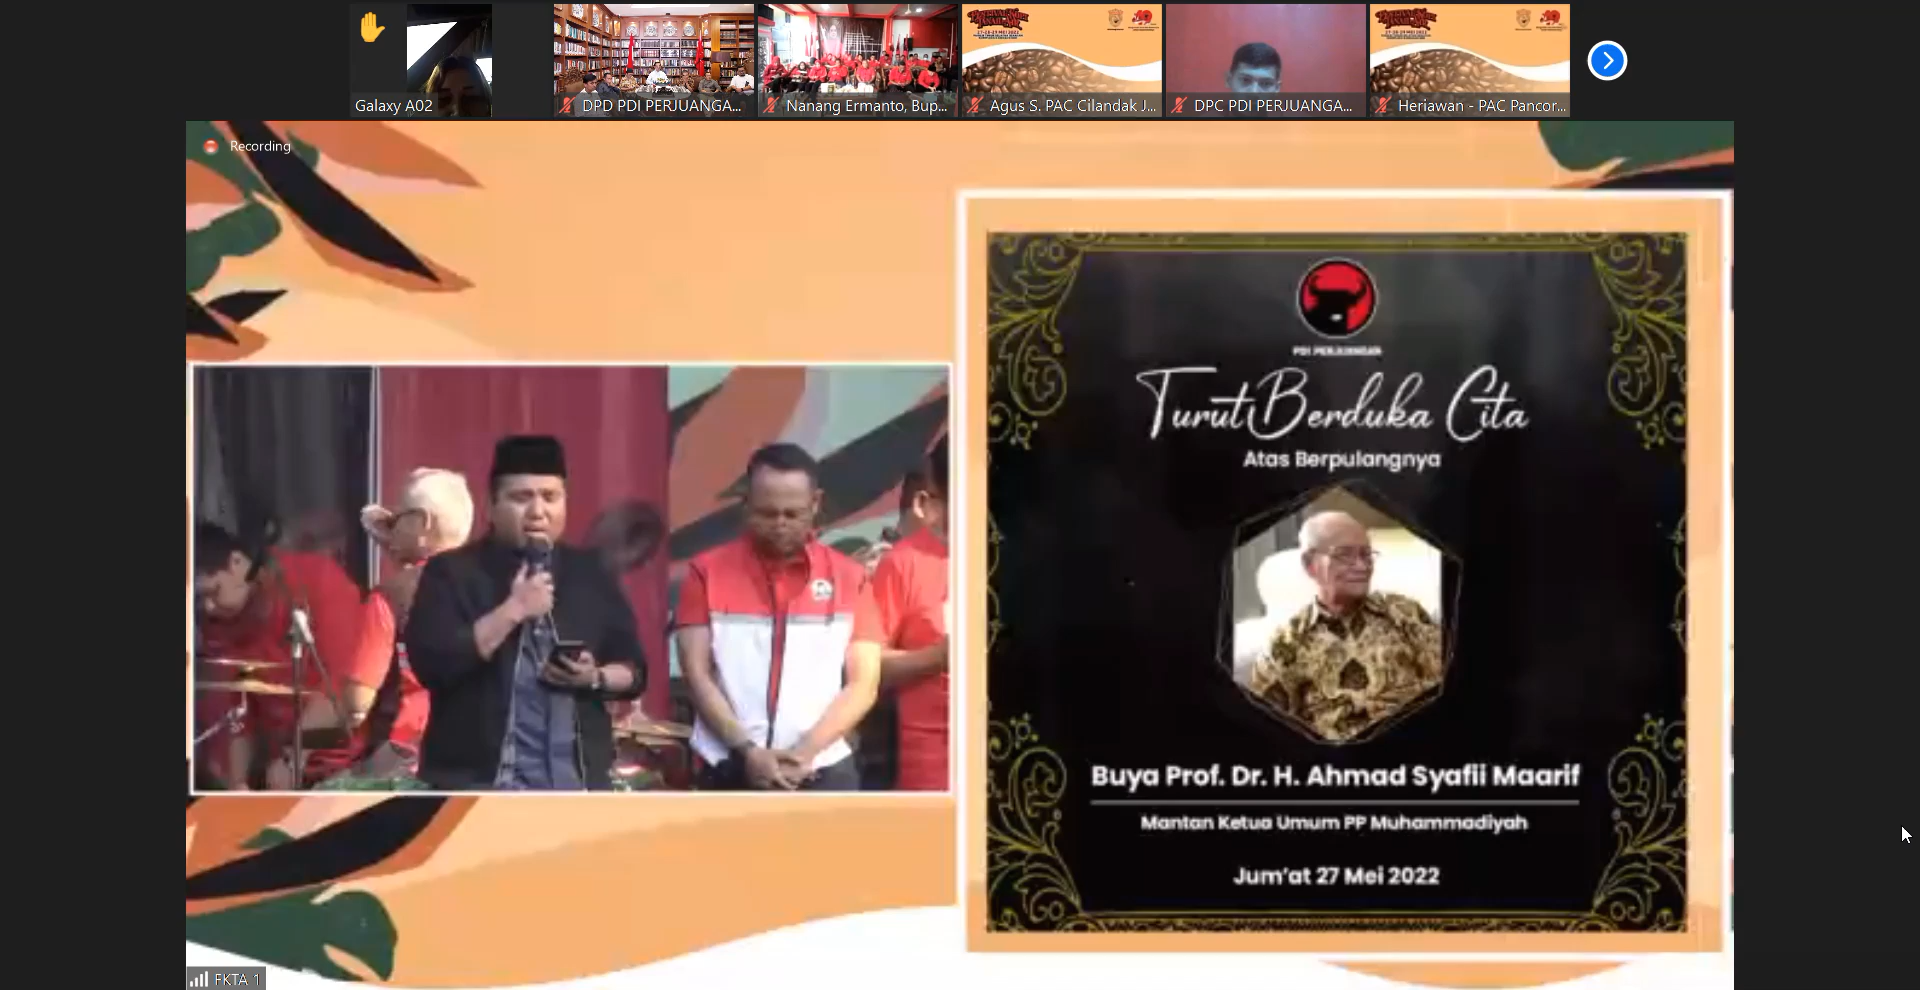 Galaxy A02
DPD PDI PERJUANGA...
Nanang Ermanto, Bup...
Agus S. PAC Cilandak J...
DPC PDI PERJUANGA...
Heriawan - PAC Pancor...
Recording
PDI PERJUANGAN
Turut Berduka Cita
Atas Berpulangnya
Buya Prof. Dr. H. Ahmad Syafii Maarif
Mantan Ketua Umum PP Muhammadiyah
Jum'at 27 Mei 2022
FKTA 1